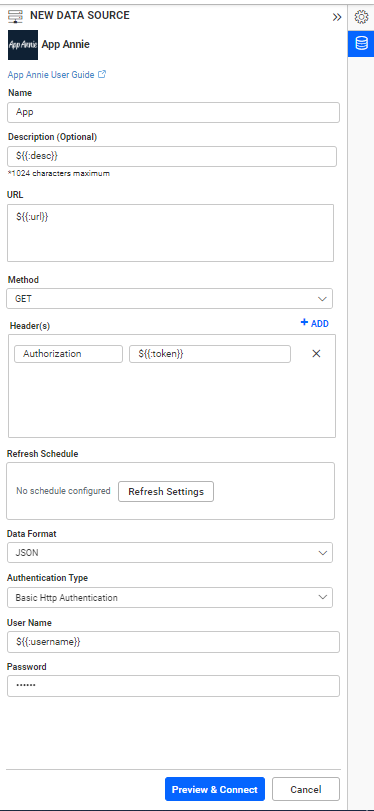 NEW DATA SOURCE
App Annie App Annie
App Annie User Guide
Name
App
Description (Optional)
${{:desc}}
*1024 characters maximum
URL
${{:url}}
Method
GET
Header(s) + ADD
Authorization ${{:token}}
Refresh Schedule
No schedule configured Refresh Settings
Data Format
JSON
Authentication Type
Basic Http Authentication
User Name
${{:username}}
Password
••••••
Preview & Connect Cancel